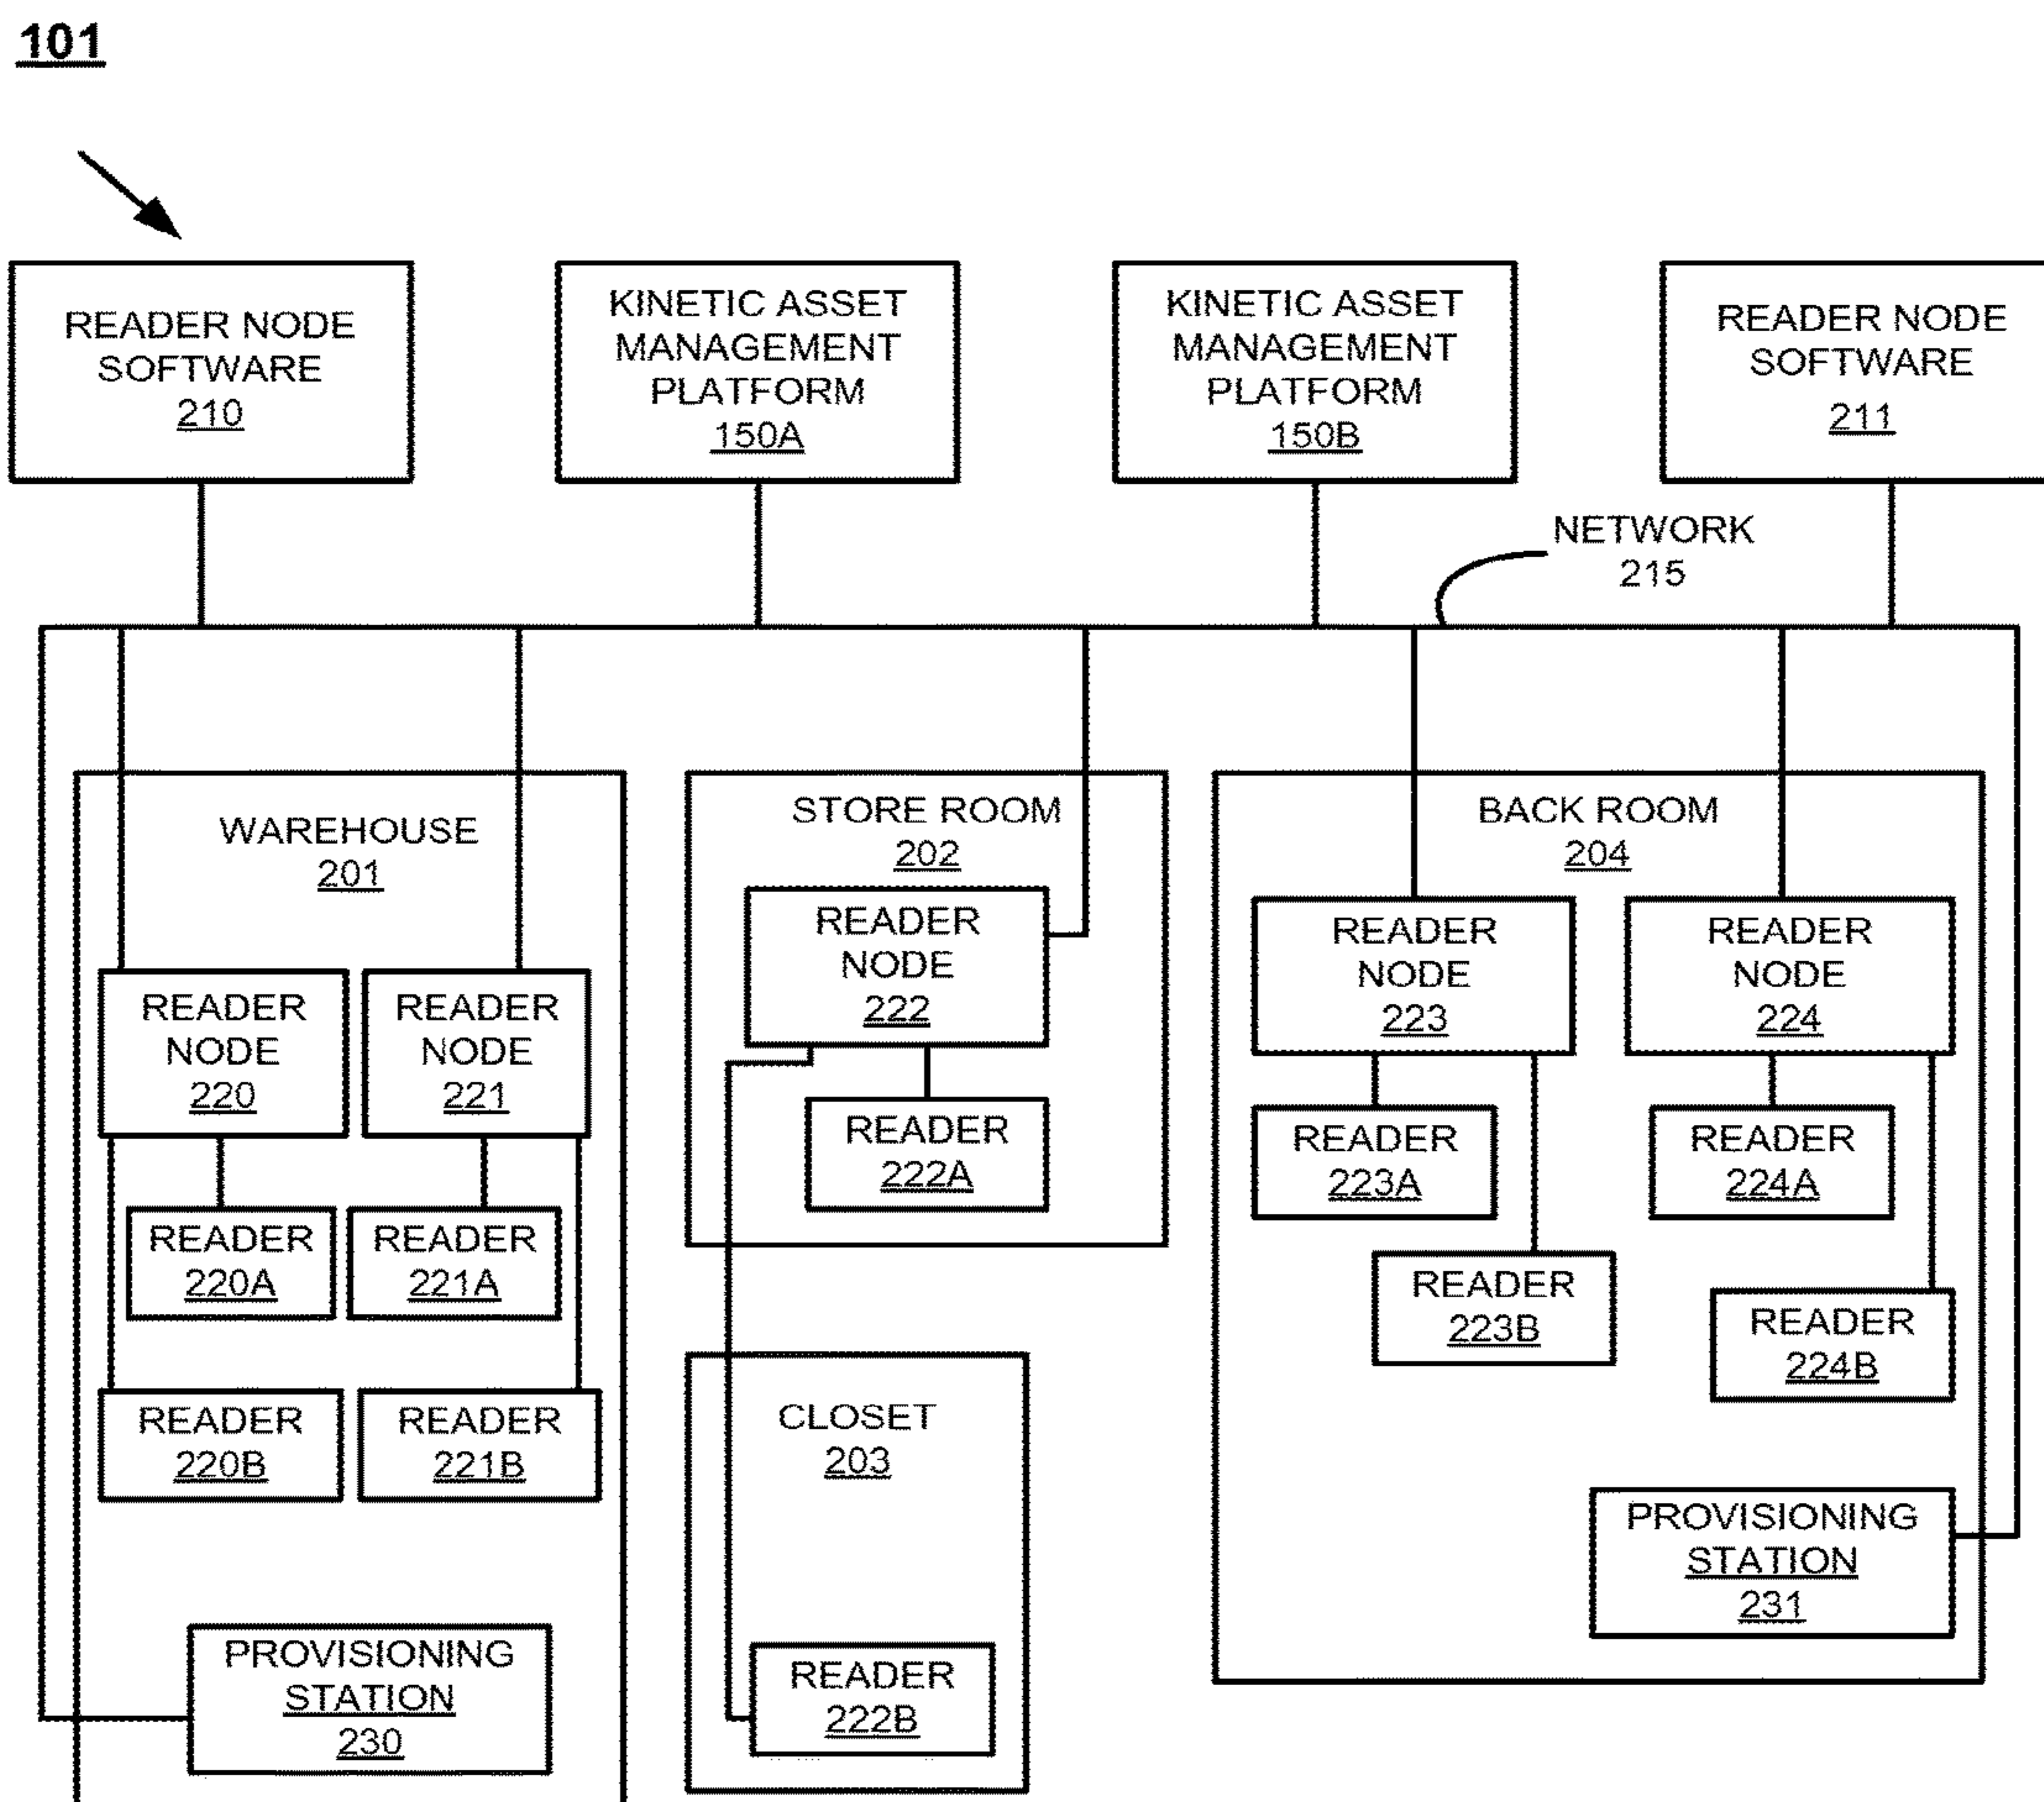 101
READER NODE
SOFTWARE
210
KINETIC ASSET
MANAGEMENT
PLATFORM
150A
KINETIC ASSET
MANAGEMENT
PLATFORM
150B
READER NODE
SOFTWARE
211
NETWORK
215
WAREHOUSE
201
READER
NODE
220
READER
NODE
221
READER
220A
READER
221A
READER
220B
READER
221B
PROVISIONING
STATION
230
STORE ROOM
202
READER
NODE
222
READER
222A
CLOSET
203
READER
222B
BACK ROOM
204
READER
NODE
223
READER
NODE
224
READER
223A
READER
224A
READER
223B
READER
224B
PROVISIONING
STATION
231